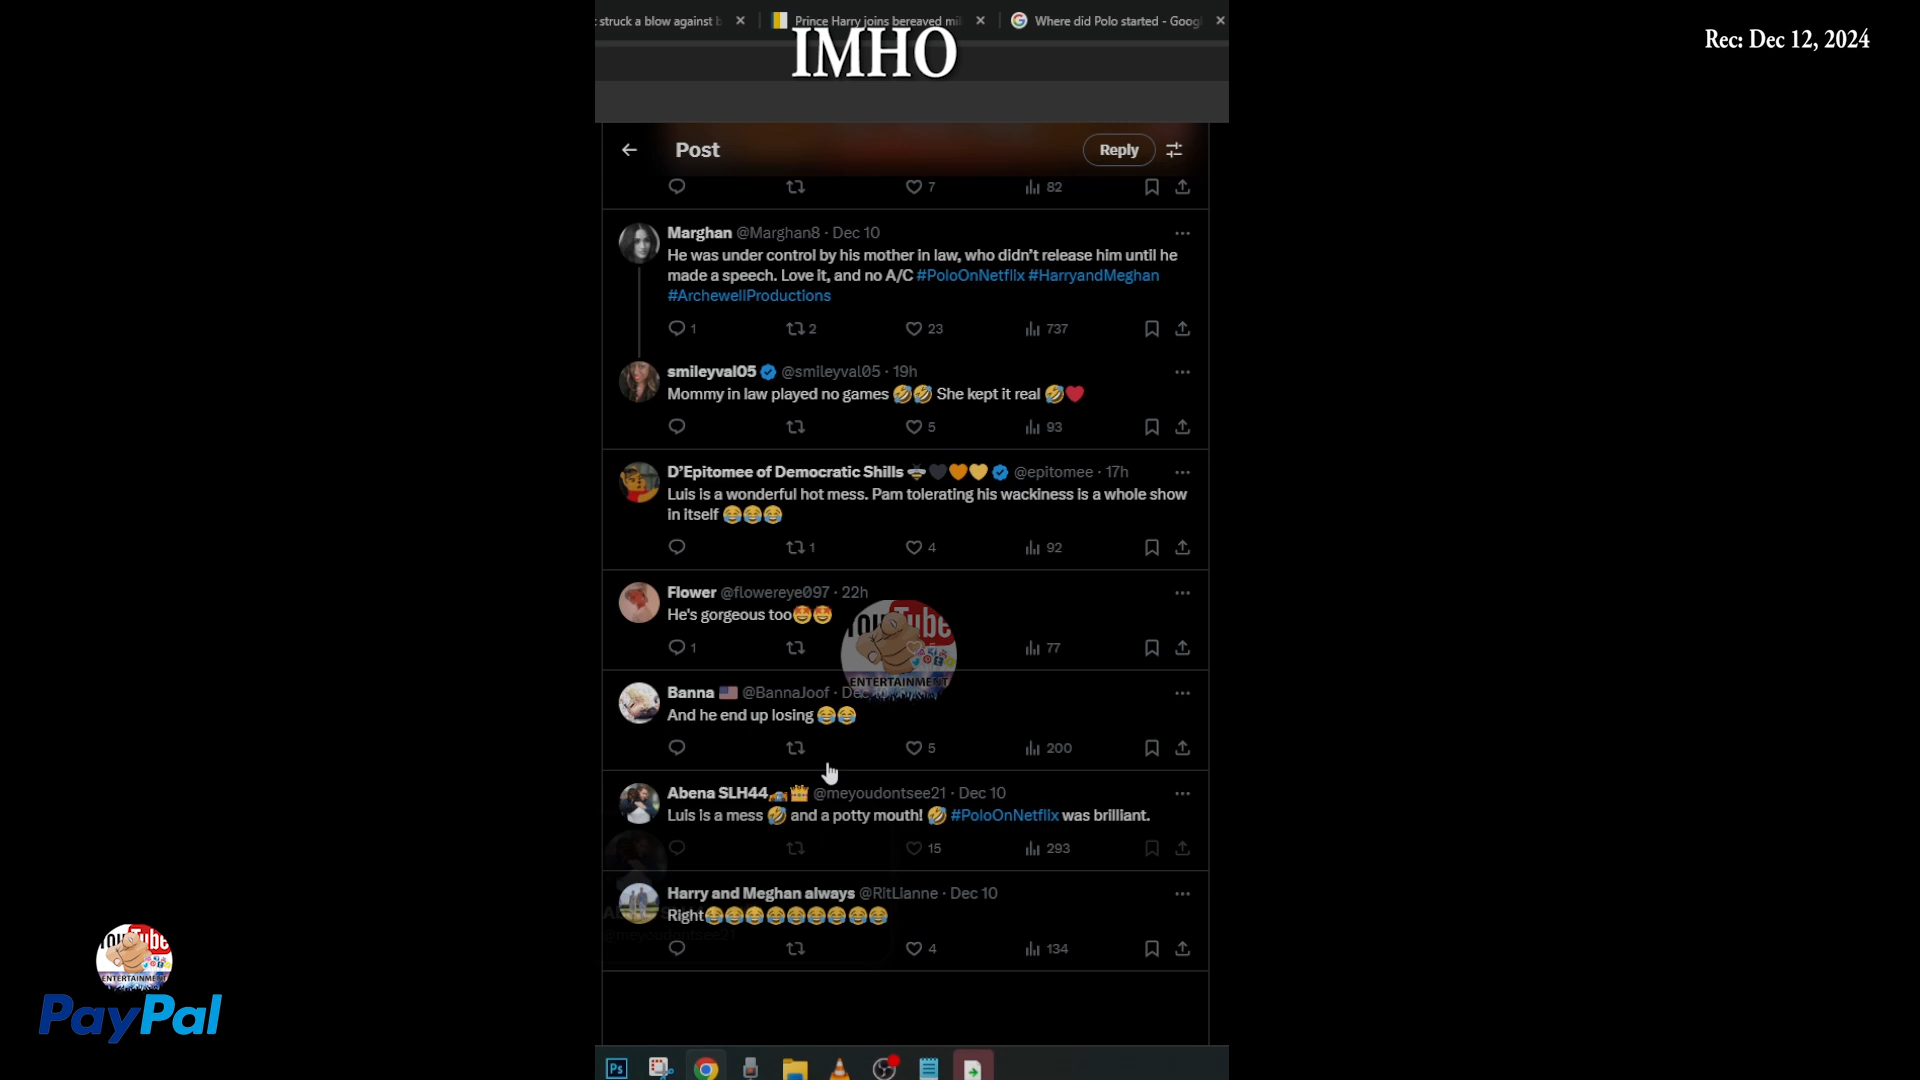 struck a blow against b
Prince Harry joins bereaved mi
Where did Polo started - Goog
IMHO
Rec: Dec 12, 2024
Post
Reply
7
82
Marghan @Marghan8 · Dec 10
He was under control by his mother in law, who didn't release him until he
made a speech. Love it, and no A/C #PoloOnNetflix #HarryandMeghan
#ArchewellProductions
1
2
23
737
smileyval05 @smileyval05 · 19h
Mommy in law played no games 🤣🤣 She kept it real 🤣❤️
5
93
D'Epitomee of Democratic Shills 🐝🖤🧡💛 @epitomee · 17h
Luis is a wonderful hot mess. Pam tolerating his wackiness is a whole show
in itself 😂😂😂
1
4
92
Flower @flowereye097 · 22h
He's gorgeous too🤩🤩
1
77
YouTube
ENTERTAINMENT
Banna 🇺🇸 @BannaJoof
And he end up losing 😂😂
5
200
Abena SLH44 👑 @meyoudontsee21 · Dec 10
Luis is a mess 🤣 and a potty mouth! 🤣 #PoloOnNetflix was brilliant.
15
293
Harry and Meghan always @RitLianne · Dec 10
Right😂😂😂😂😂😂😂😂😂
@meyoudontsee21
4
134
YouTube
ENTERTAINMENT
PayPal
Ps